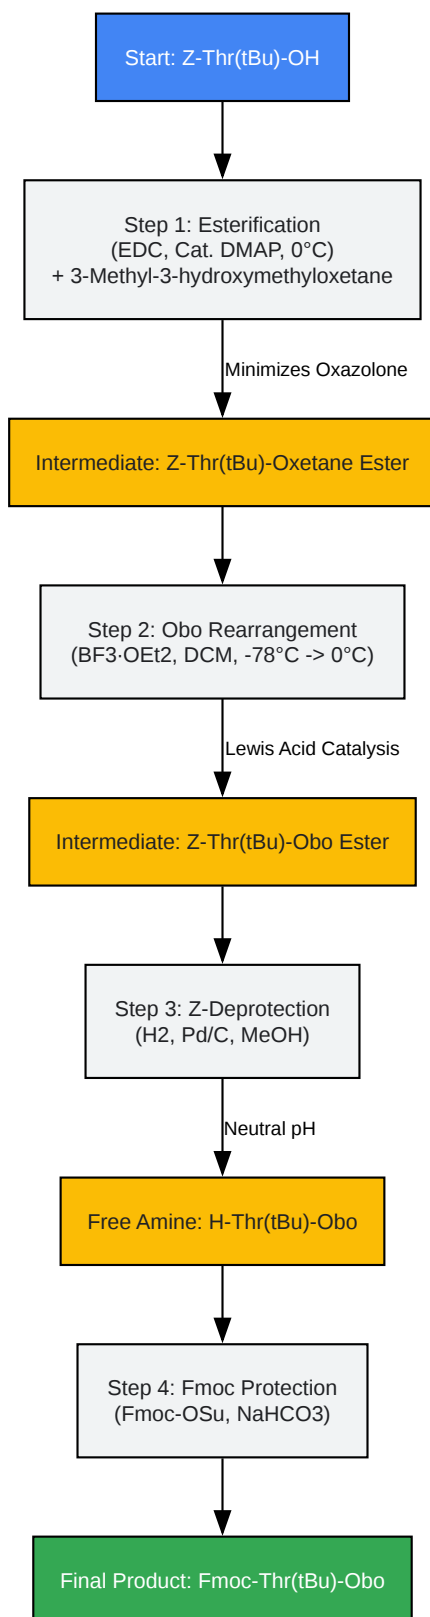 Start: Z-Thr(tBu)-OH
Step 1: Esterification
(EDC, Cat. DMAP, 0°C)
+ 3-Methyl-3-hydroxymethyloxetane
Minimizes Oxazolone
Intermediate: Z-Thr(tBu)-Oxetane Ester
Step 2: Obo Rearrangement
(BF3·OEt2, DCM, -78°C -> 0°C)
Lewis Acid Catalysis
Intermediate: Z-Thr(tBu)-Obo Ester
Step 3: Z-Deprotection
(H2, Pd/C, MeOH)
Neutral pH
Free Amine: H-Thr(tBu)-Obo
Step 4: Fmoc Protection
(Fmoc-OSu, NaHCO3)
Final Product: Fmoc-Thr(tBu)-Obo